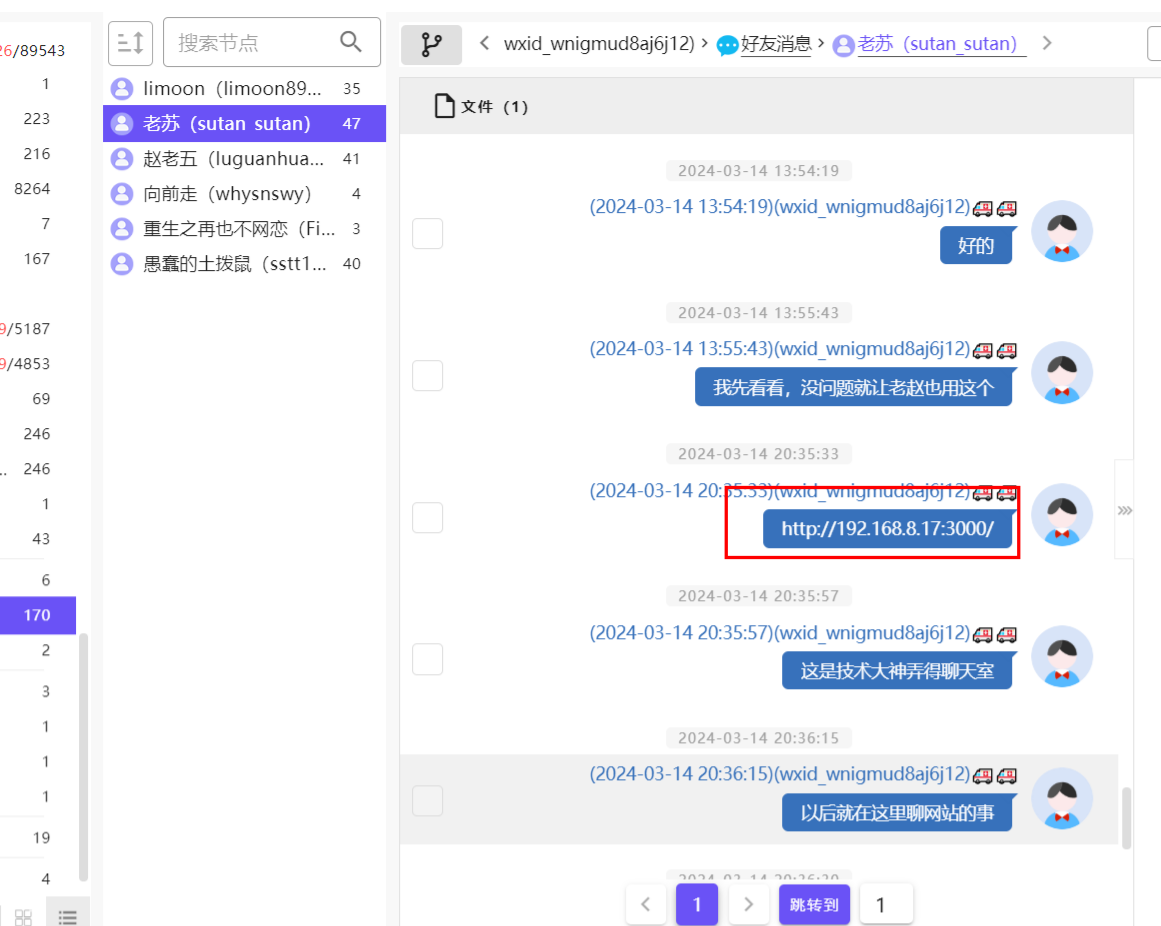 26/89543
1
223
216
8264
7
167
9/5187
9/4853
69
246
... 246
1
43
6
170
2
3
1
1
1
19
4
搜索节点
limoon（limoon89... 35
老苏（sutan_sutan） 47
赵老五（luguanhua... 41
向前走（whysnswy） 4
重生之再也不网恋（Fi... 3
愚蠢的土拨鼠（sstt1... 40
wxid_wnigmud8aj6j12) › 好友消息 › 老苏（sutan_sutan）
文件（1）
2024-03-14 13:54:19
(2024-03-14 13:54:19)(wxid_wnigmud8aj6j12)🚑🚑
好的
2024-03-14 13:55:43
(2024-03-14 13:55:43)(wxid_wnigmud8aj6j12)🚑🚑
我先看看，没问题就让老赵也用这个
2024-03-14 20:35:33
(2024-03-14 20:35:33)(wxid_wnigmud8aj6j12)🚑🚑
http://192.168.8.17:3000/
2024-03-14 20:35:57
(2024-03-14 20:35:57)(wxid_wnigmud8aj6j12)🚑🚑
这是技术大神弄得聊天室
2024-03-14 20:36:15
(2024-03-14 20:36:15)(wxid_wnigmud8aj6j12)🚑🚑
以后就在这里聊网站的事
1 跳转到 1